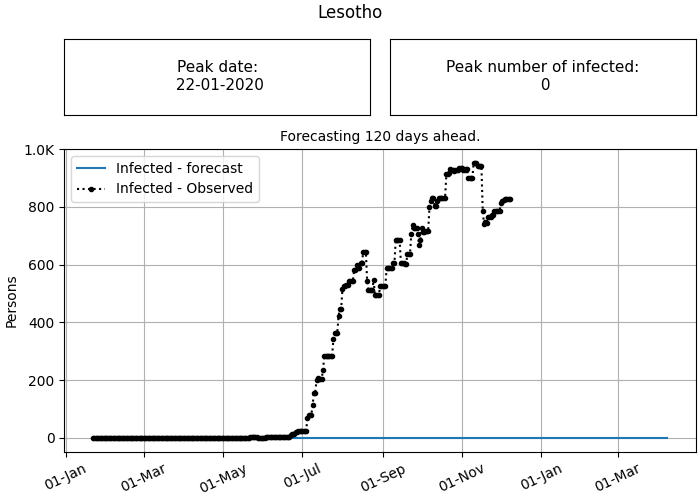 Lesotho
Peak date:
22-01-2020
Peak number of infected:
0
Forecasting 120 days ahead.
Infected - forecast
Infected - Observed
Persons
1.0K
800
600
400
200
0
01-Jan
01-Mar
01-May
01-Jul
01-Sep
01-Nov
01-Jan
01-Mar